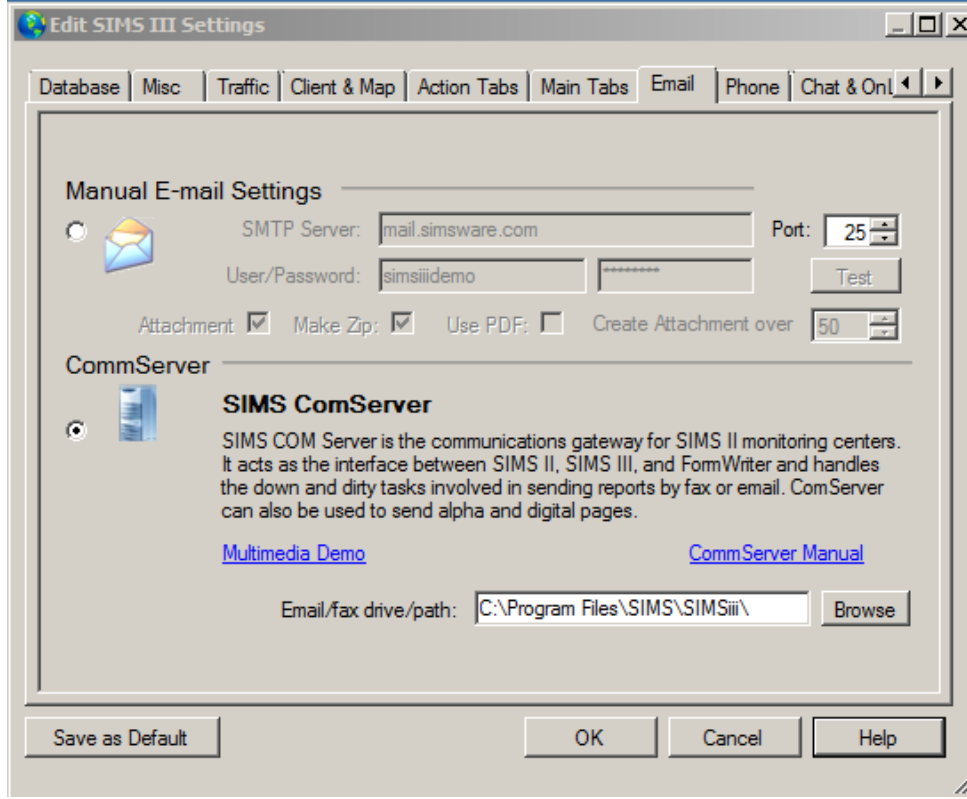 Edit SIMS III Settings
Database Misc Traffic Client & Map Action Tabs Main Tabs Email Phone Chat & OnL
Manual E-mail Settings
SMTP Server: mail.simsware.com Port: 25
User/Password: simsiiidemo ******** Test
Attachment Make Zip: Use PDF: Create Attachment over 50
CommServer
SIMS ComServer
SIMS COM Server is the communications gateway for SIMS II monitoring centers.
It acts as the interface between SIMS II, SIMS III, and FormWriter and handles
the down and dirty tasks involved in sending reports by fax or email. ComServer
can also be used to send alpha and digital pages.
Multimedia Demo CommServer Manual
Email/fax drive/path: C:\Program Files\SIMS\SIMSiii\ Browse
Save as Default OK Cancel Help